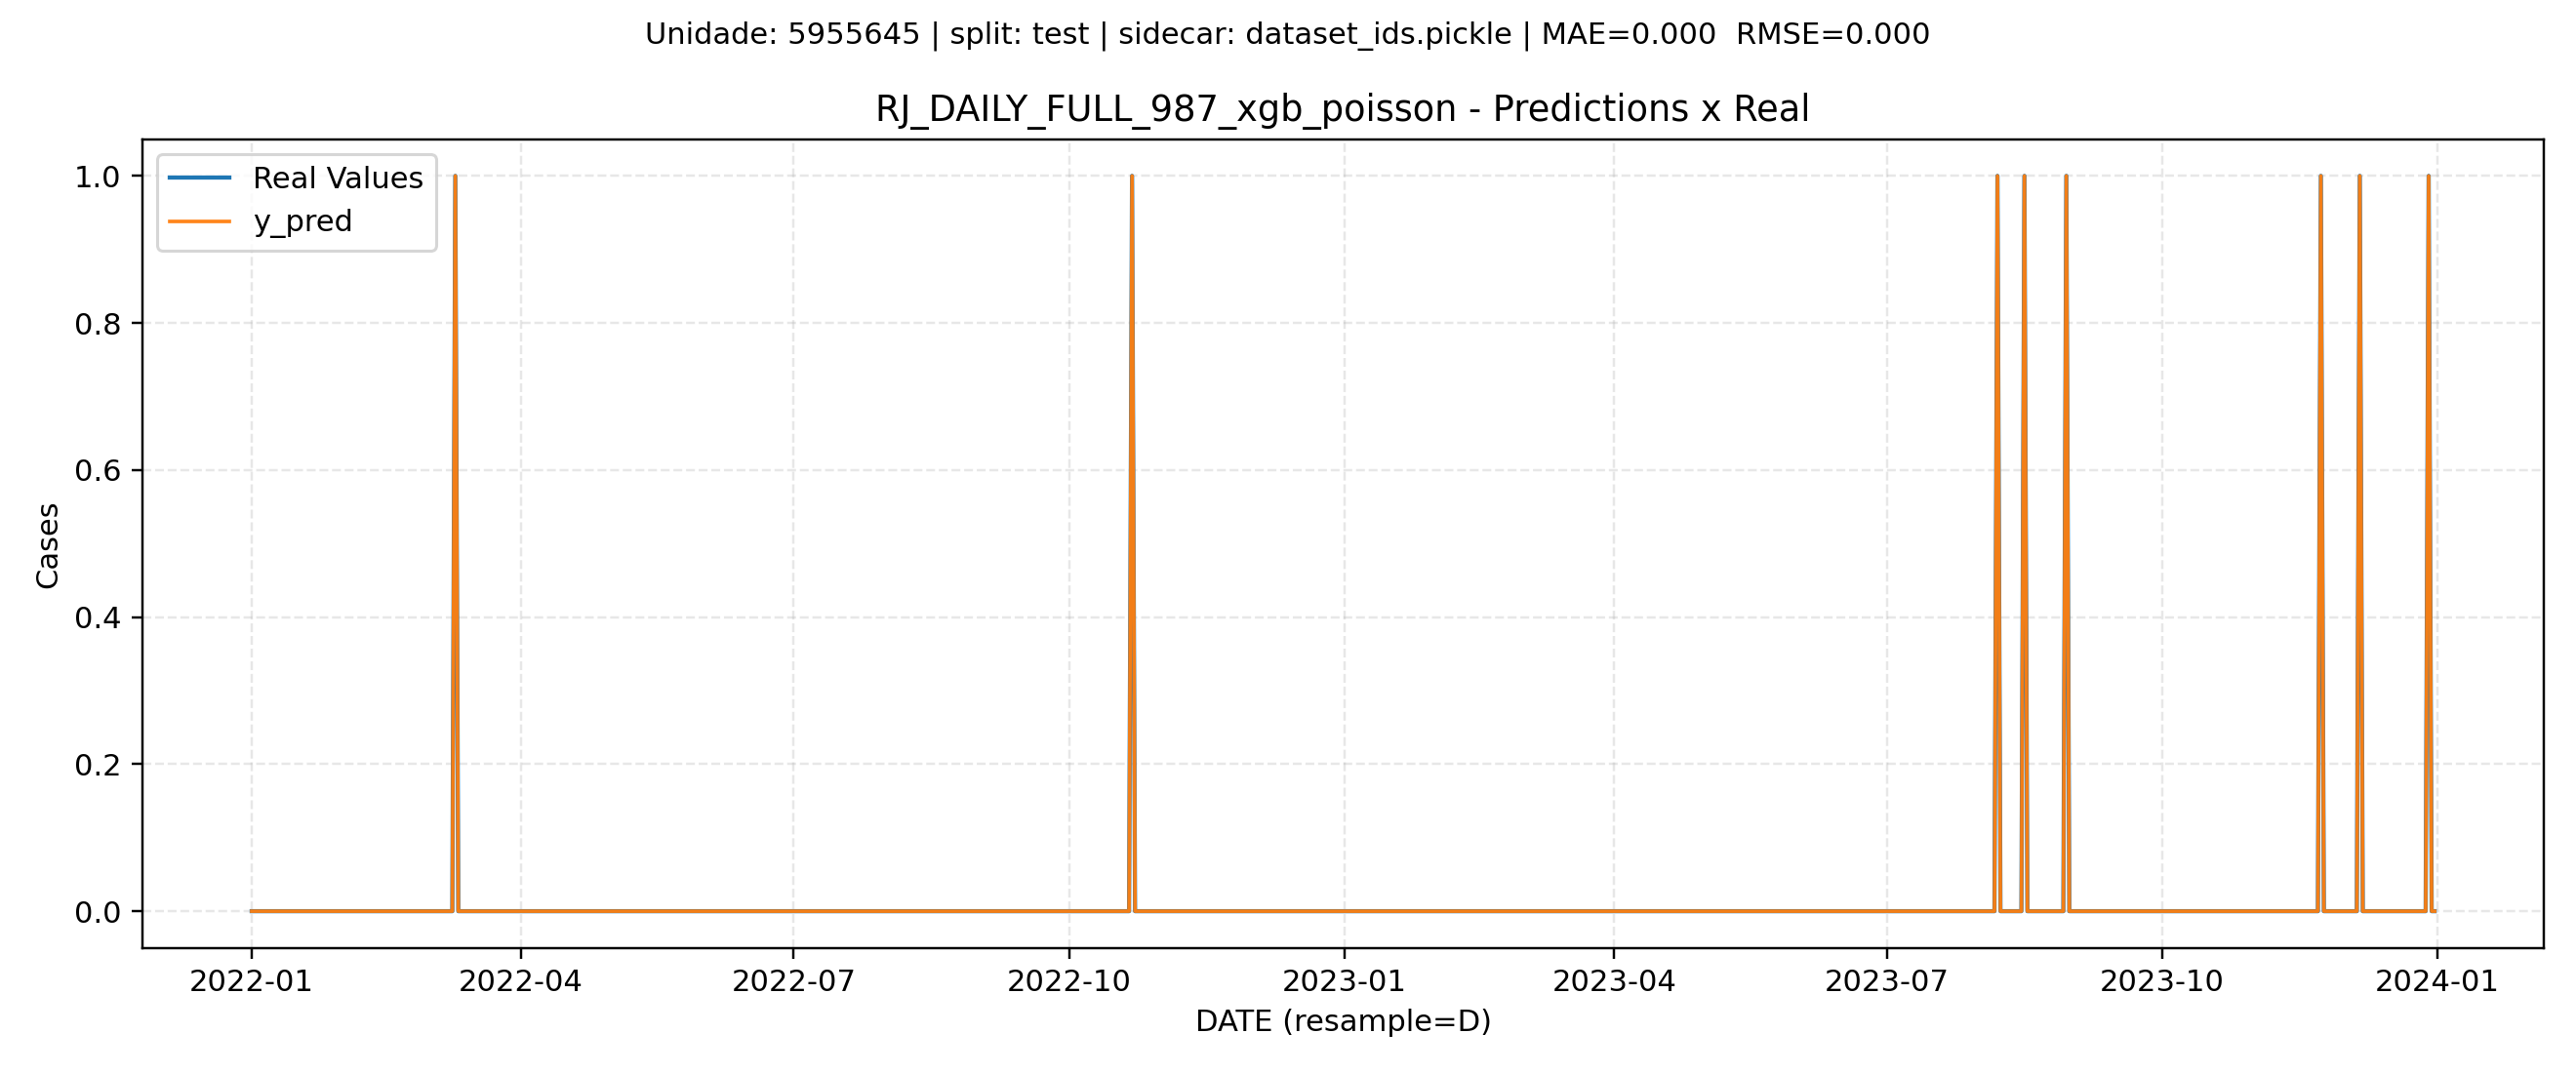 Unidade: 5955645 | split: test | sidecar: dataset_ids.pickle | MAE=0.000  RMSE=0.000
RJ_DAILY_FULL_987_xgb_poisson - Predictions x Real
Real Values
y_pred
1.0
0.8
0.6
0.4
0.2
0.0
Cases
2022-01 2022-04 2022-07 2022-10 2023-01 2023-04 2023-07 2023-10 2024-01
DATE (resample=D)